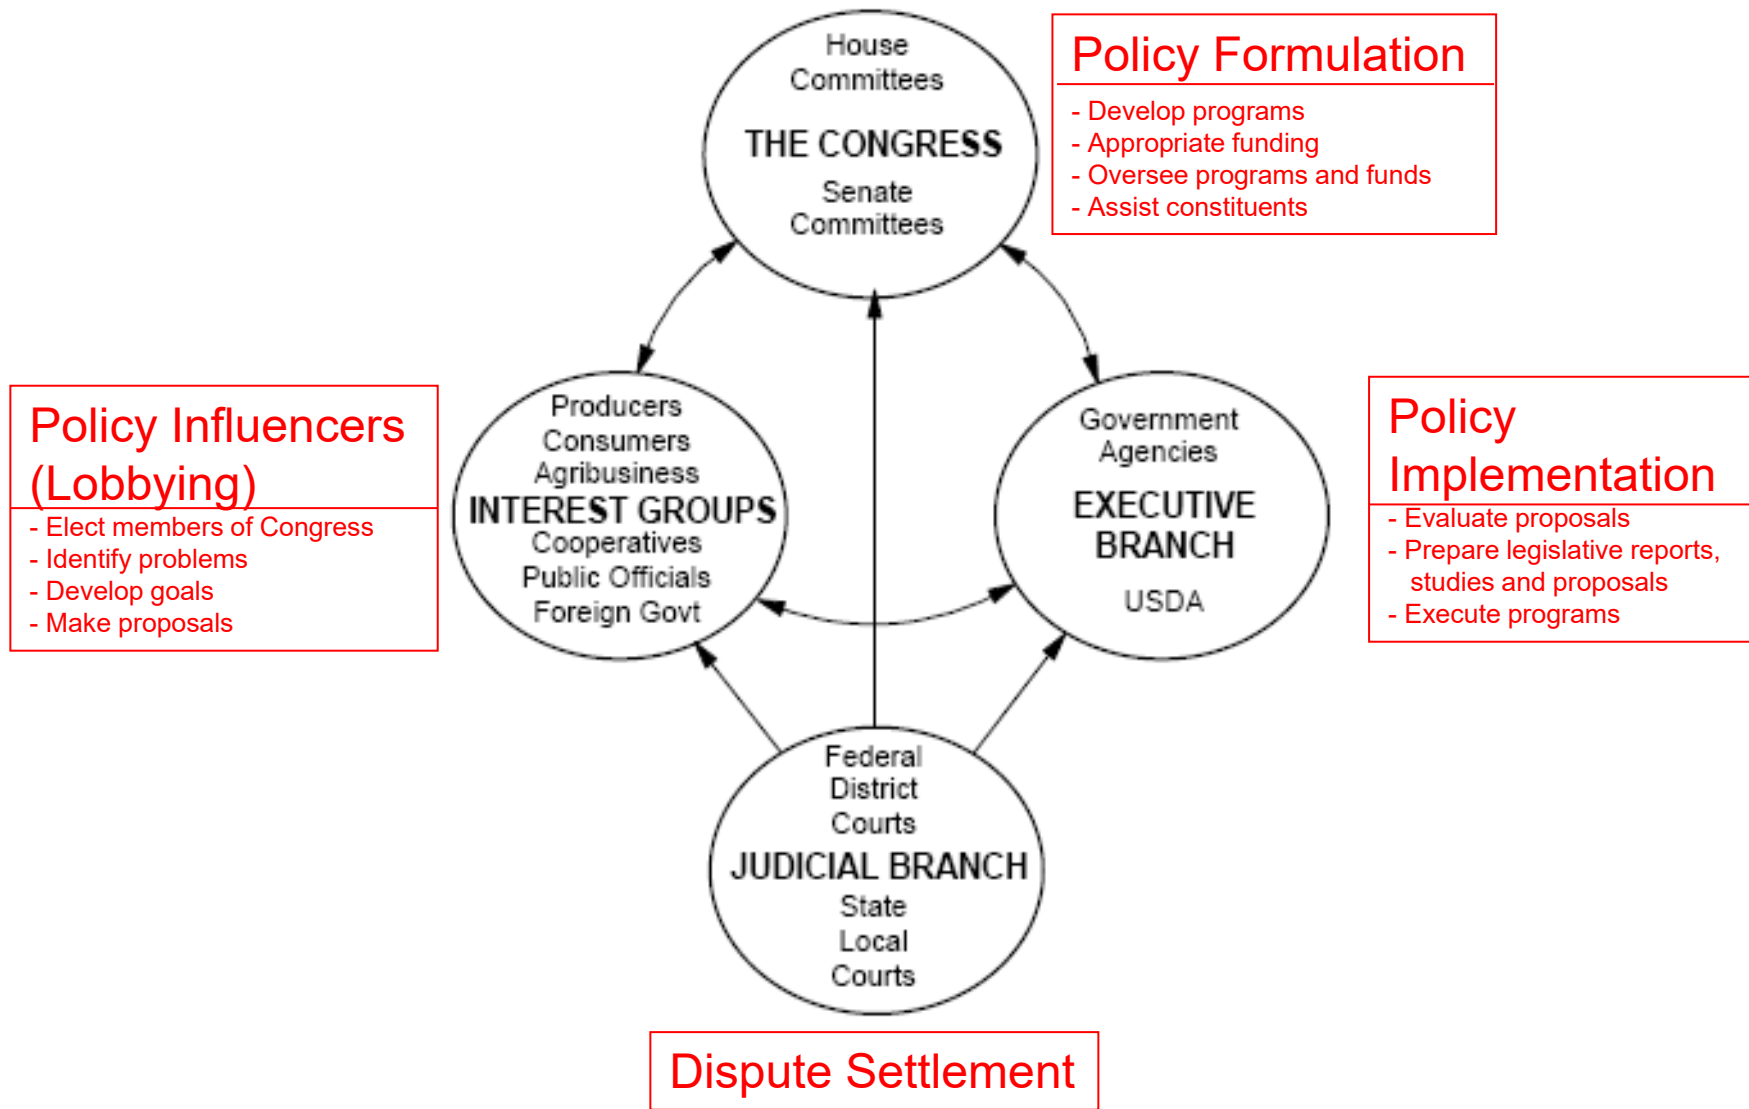 House
Committees
THE CONGRESS
Senate
Committees
Policy Formulation
- Develop programs
- Appropriate funding
- Oversee programs and funds
- Assist constituents
Policy Influencers
(Lobbying)
- Elect members of Congress
- Identify problems
- Develop goals
- Make proposals
Producers
Consumers
Agribusiness
INTEREST GROUPS
Cooperatives
Public Officials
Foreign Govt
Government
Agencies
EXECUTIVE
BRANCH
USDA
Policy
Implementation
- Evaluate proposals
- Prepare legislative reports,
studies and proposals
- Execute programs
Federal
District
Courts
JUDICIAL BRANCH
State
Local
Courts
Dispute Settlement